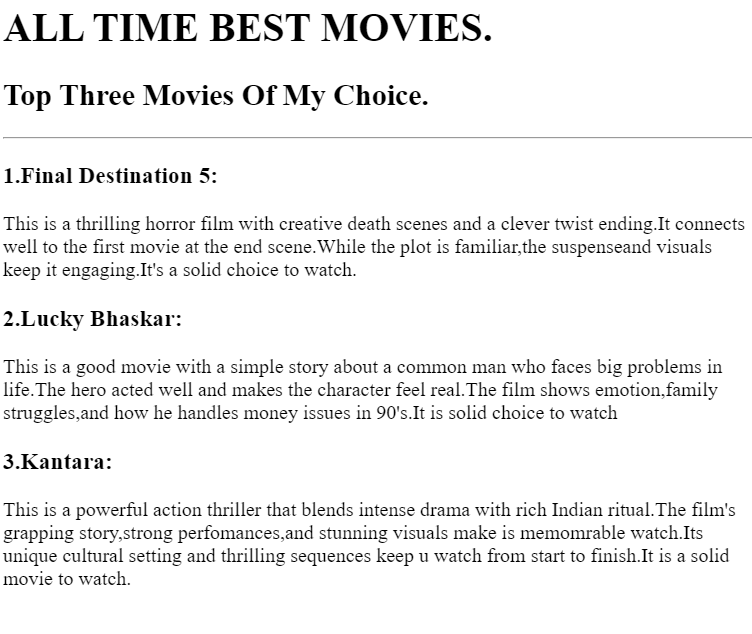 ALL TIME BEST MOVIES.
Top Three Movies Of My Choice.
1.Final Destination 5:
This is a thrilling horror film with creative death scenes and a clever twist ending.It connects
well to the first movie at the end scene.While the plot is familiar,the suspenseand visuals
keep it engaging.It's a solid choice to watch.
2.Lucky Bhaskar:
This is a good movie with a simple story about a common man who faces big problems in
life.The hero acted well and makes the character feel real.The film shows emotion,family
struggles,and how he handles money issues in 90's.It is solid choice to watch
3.Kantara:
This is a powerful action thriller that blends intense drama with rich Indian ritual.The film's
grapping story,strong perfomances,and stunning visuals make is memomrable watch.Its
unique cultural setting and thrilling sequences keep u watch from start to finish.It is a solid
movie to watch.